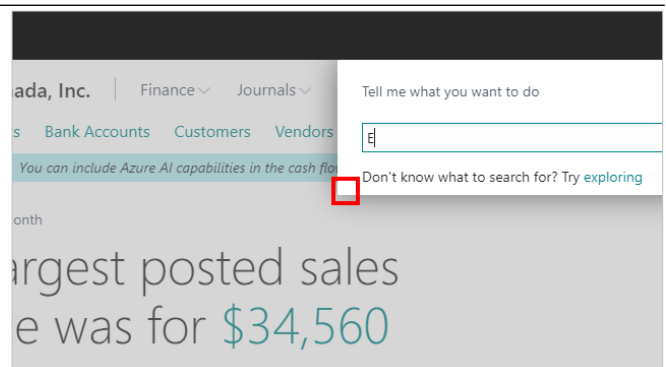 ada, Inc. Finance Journals
Tell me what you want to do
s Bank Accounts Customers Vendors
E
You can include Azure AI capabilities in the cash flo
Don't know what to search for? Try exploring
onth
argest posted sales
e was for $34,560